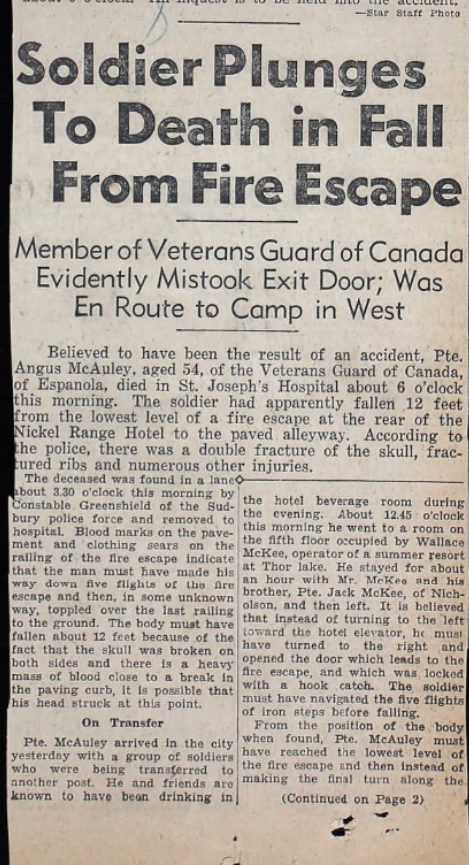 about 6 o'clock. An inquest is to be held into the accident.
—Star Staff Photo
Soldier Plunges
To Death in Fall
From Fire Escape
Member of Veterans Guard of Canada
Evidently Mistook Exit Door; Was
En Route to Camp in West
Believed to have been the result of an accident, Pte.
Angus McAuley, aged 54, of the Veterans Guard of Canada,
of Espanola, died in St. Joseph's Hospital about 6 o'clock
this morning. The soldier had apparently fallen 12 feet
from the lowest level of a fire escape at the rear of the
Nickel Range Hotel to the paved alleyway. According to
the police, there was a double fracture of the skull, frac-
tured ribs and numerous other injuries.
The deceased was found in a lane
about 3.30 o'clock this morning by
Constable Greenshield of the Sud-
bury police force and removed to
hospital. Blood marks on the pave-
ment and clothing sears on the
railing of the fire escape indicate
that the man must have made his
way down five flights of the fire
escape and then, in some unknown
way, toppled over the last railing
to the ground. The body must have
fallen about 12 feet because of the
fact that the skull was broken on
both sides and there is a heavy
mass of blood close to a break in
the paving curb, it is possible that
his head struck at this point.
On Transfer
Pte. McAuley arrived in the city
yesterday with a group of soldiers
who were being transferred to
another post. He and friends are
known to have been drinking in
the hotel beverage room during
the evening. About 12.45 o'clock
this morning he went to a room on
the fifth floor occupied by Wallace
McKee, operator of a summer resort
at Thor lake. He stayed for about
an hour with Mr. McKee and his
brother, Pte. Jack McKee, of Nich-
olson, and then left. It is believed
that instead of turning to the left
toward the hotel elevator, he must
have turned to the right and
opened the door which leads to the
fire escape, and which was locked
with a hook catch. The soldier
must have navigated the five flights
of iron steps before falling.
From the position of the body
when found, Pte. McAuley must
have reached the lowest level of
the fire escape and then instead of
making the final turn along the
(Continued on Page 2)